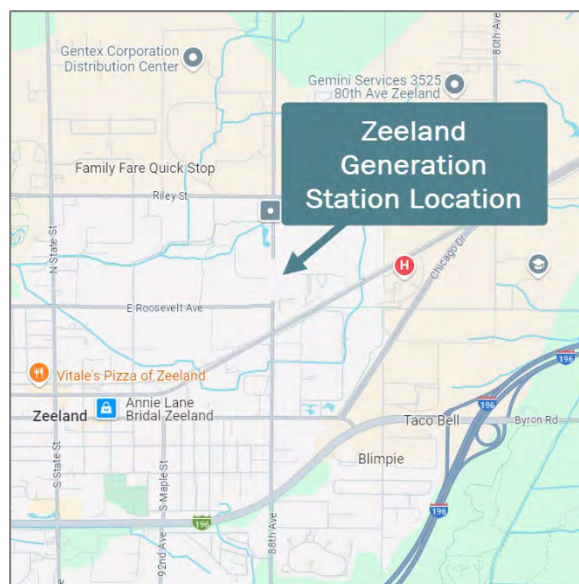 Gentex Corporation
Distribution Center
80th Ave
Gemini Services 3525
80th Ave Zeeland
Zeeland
Generation
Station Location
Family Fare Quick Stop
Riley St
N State St
Chicago Dr
H
E Roosevelt Ave
Vitale's Pizza of Zeeland
196
Annie Lane
Bridal Zeeland
Zeeland
196
Taco Bell
Byron Rd
Blimpie
S State St
S Maple St
92nd Ave
88th Ave
196
196